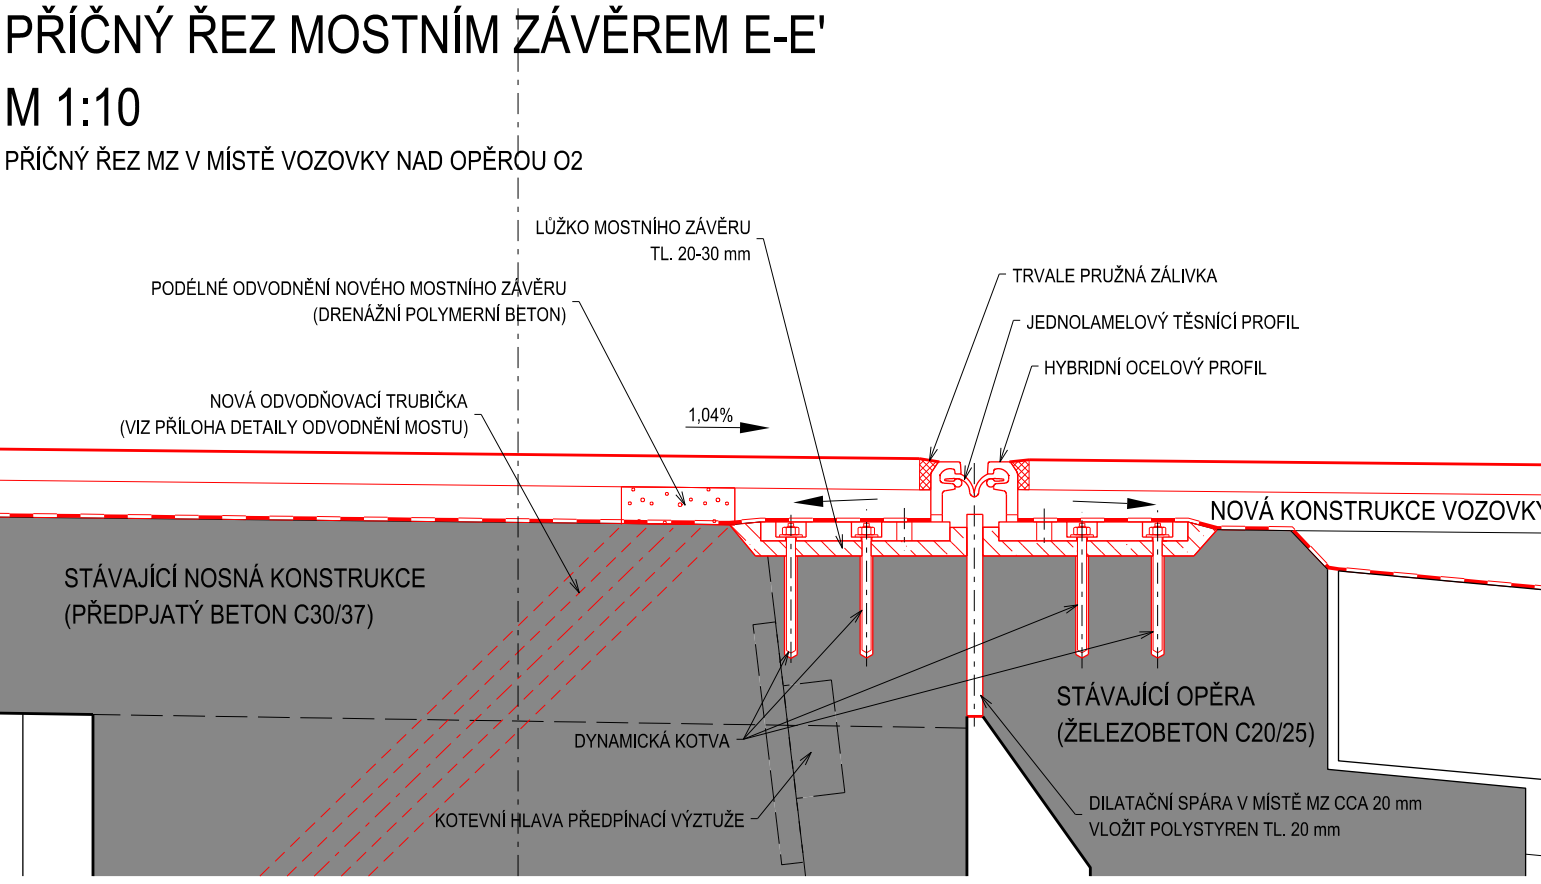 PŘÍČNÝ ŘEZ MOSTNÍM ZÁVĚREM E-E'
M 1:10
PŘÍČNÝ ŘEZ MZ V MÍSTĚ VOZOVKY NAD OPĚROU O2
LŮŽKO MOSTNÍHO ZÁVĚRU
TL. 20-30 mm
PODÉLNÉ ODVODNĚNÍ NOVÉHO MOSTNÍHO ZÁVĚRU
(DRENÁŽNÍ POLYMERNÍ BETON)
TRVALE PRUŽNÁ ZÁLIVKA
JEDNOLAMELOVÝ TĚSNÍCÍ PROFIL
HYBRIDNÍ OCELOVÝ PROFIL
NOVÁ ODVODŇOVACÍ TRUBIČKA
(VIZ PŘÍLOHA DETAILY ODVODNĚNÍ MOSTU)
1,04%
NOVÁ KONSTRUKCE VOZOVKY
STÁVAJÍCÍ NOSNÁ KONSTRUKCE
(PŘEDPJATÝ BETON C30/37)
STÁVAJÍCÍ OPĚRA
(ŽELEZOBETON C20/25)
DYNAMICKÁ KOTVA
KOTEVNÍ HLAVA PŘEDPÍNACÍ VÝZTUŽE
DILATAČNÍ SPÁRA V MÍSTĚ MZ CCA 20 mm
VLOŽIT POLYSTYREN TL. 20 mm